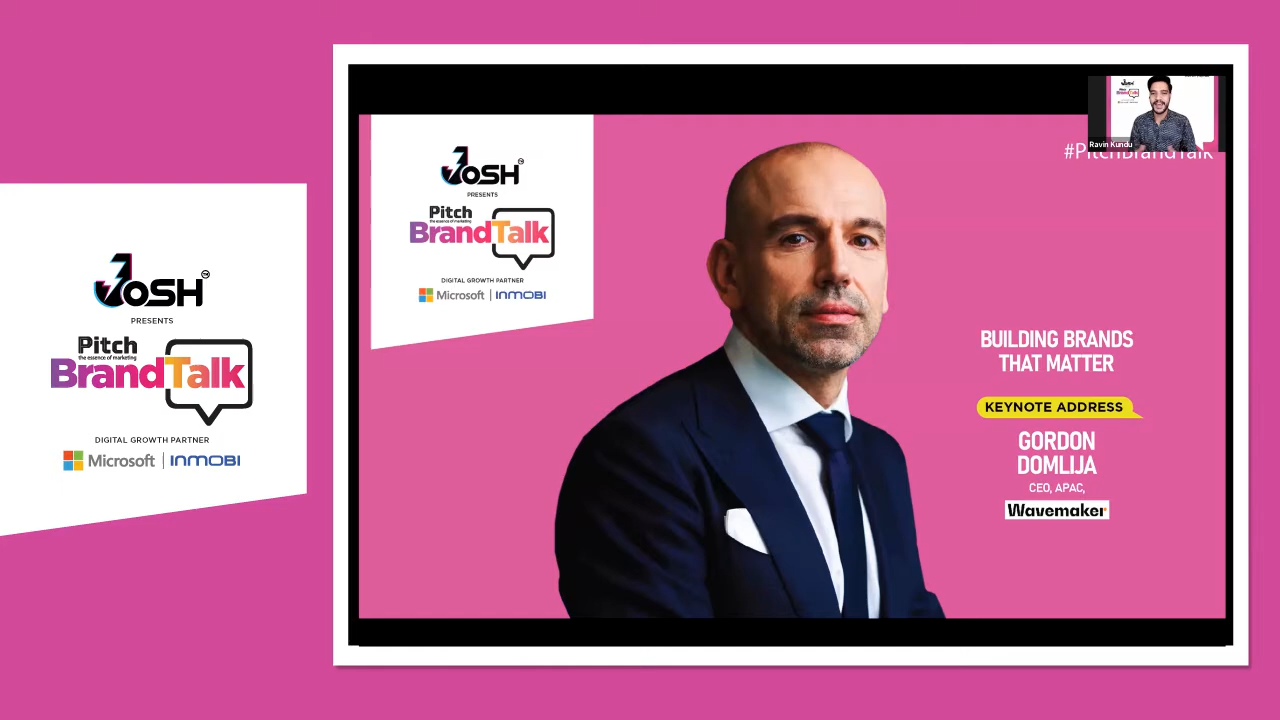 JOSH
PRESENTS
Pitch
the essence of marketing
BrandTalk
DIGITAL GROWTH PARTNER
Microsoft | INMOBI
JOSH
PRESENTS
Pitch
the essence of marketing
BrandTalk
DIGITAL GROWTH PARTNER
Microsoft | INMOBI
Ravin Kundu
#PitchBrandTalk
BUILDING BRANDS
THAT MATTER
KEYNOTE ADDRESS
GORDON
DOMLIJA
CEO, APAC,
Wavemaker